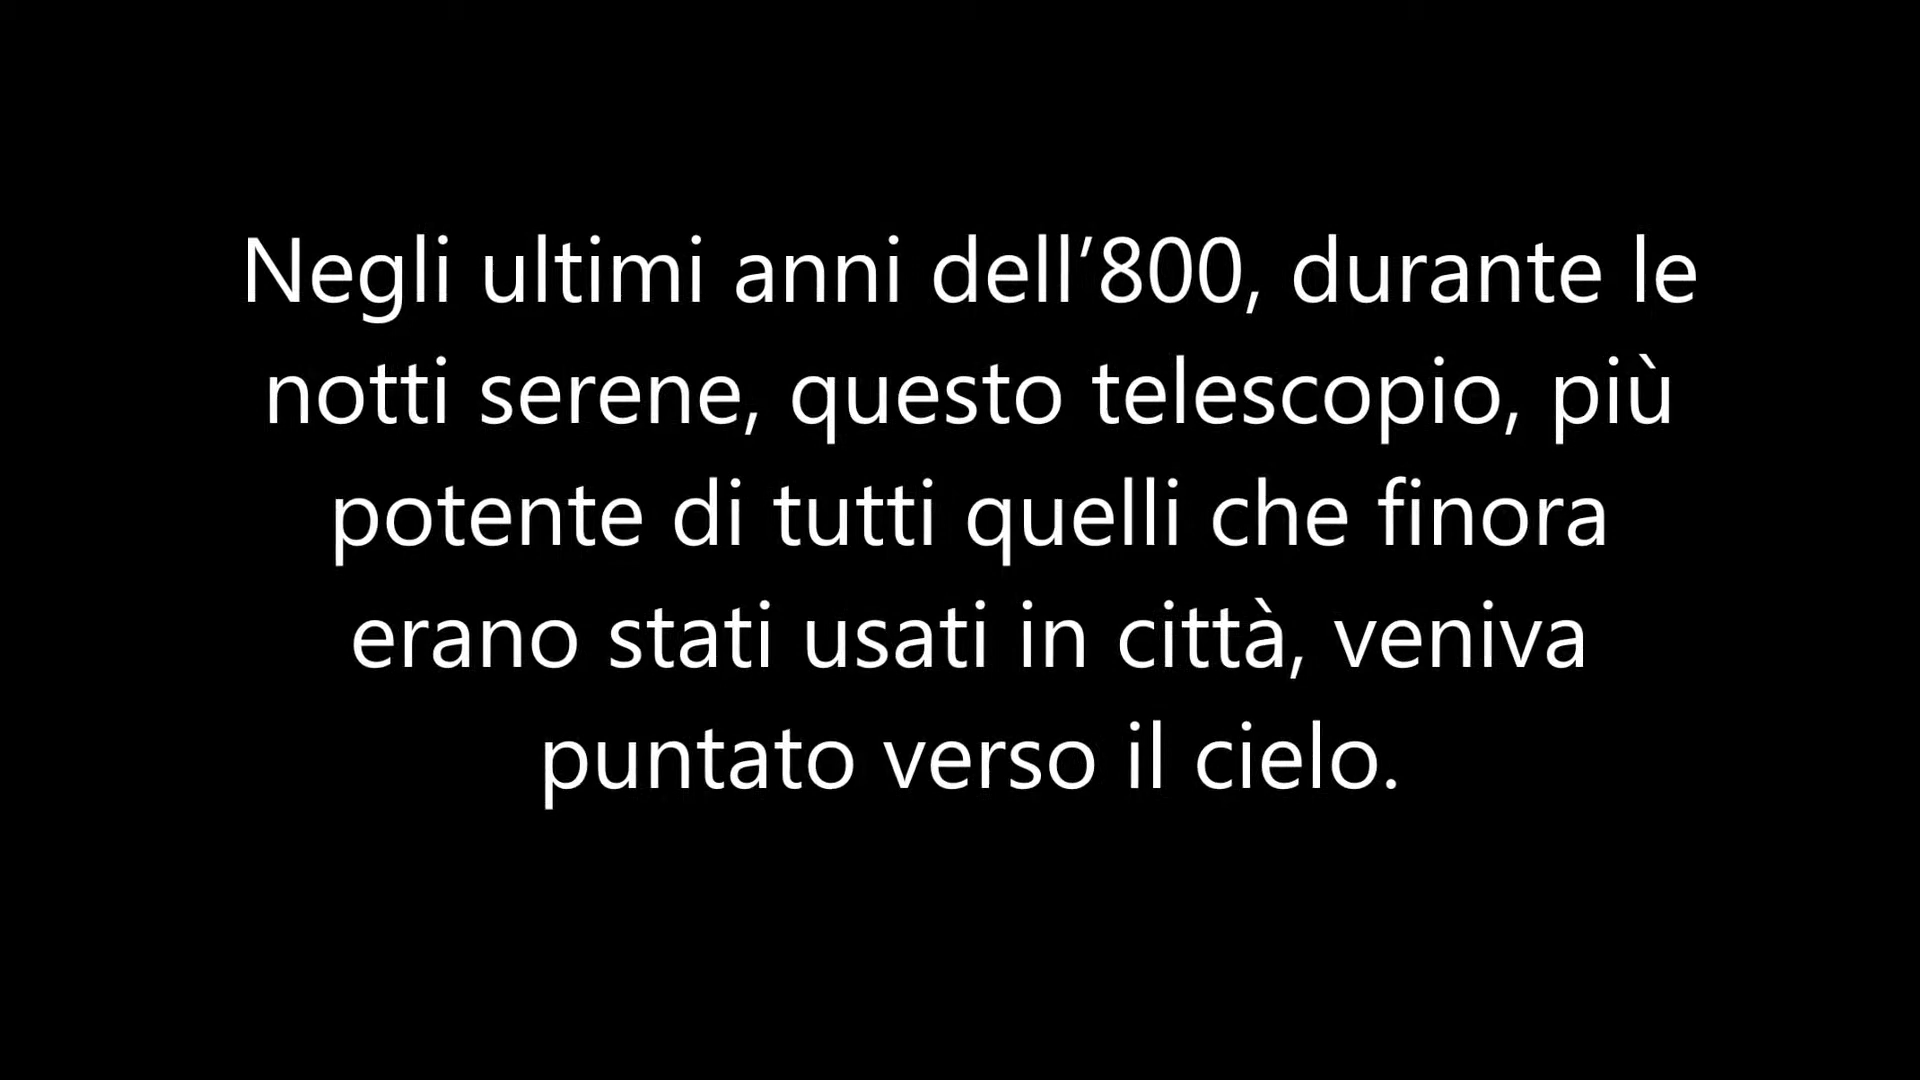 Negli ultimi anni dell’800, durante le
notti serene, questo telescopio, più
potente di tutti quelli che finora
erano stati usati in città, veniva
puntato verso il cielo.